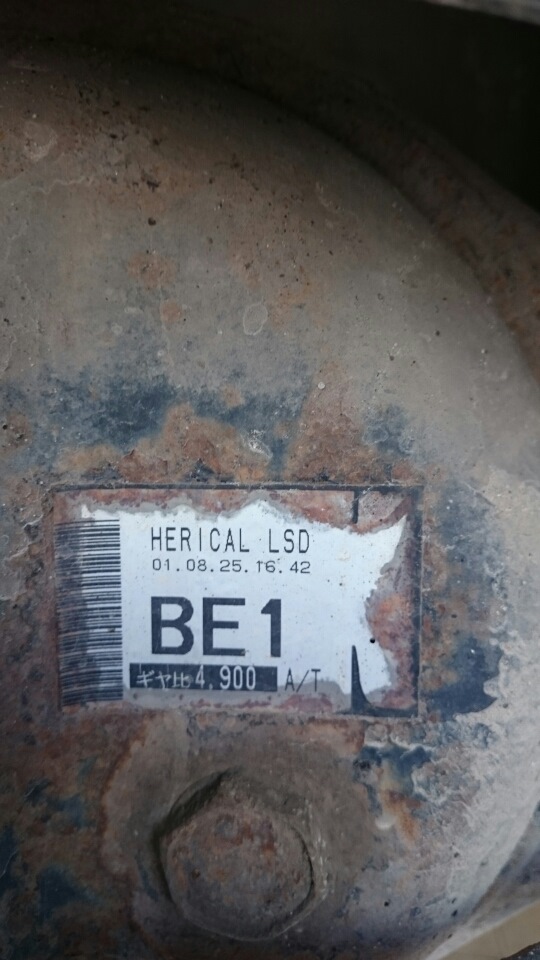 HERICAL LSD
01.08.25.16.42
BE1
ギヤ比 4.900 A/T